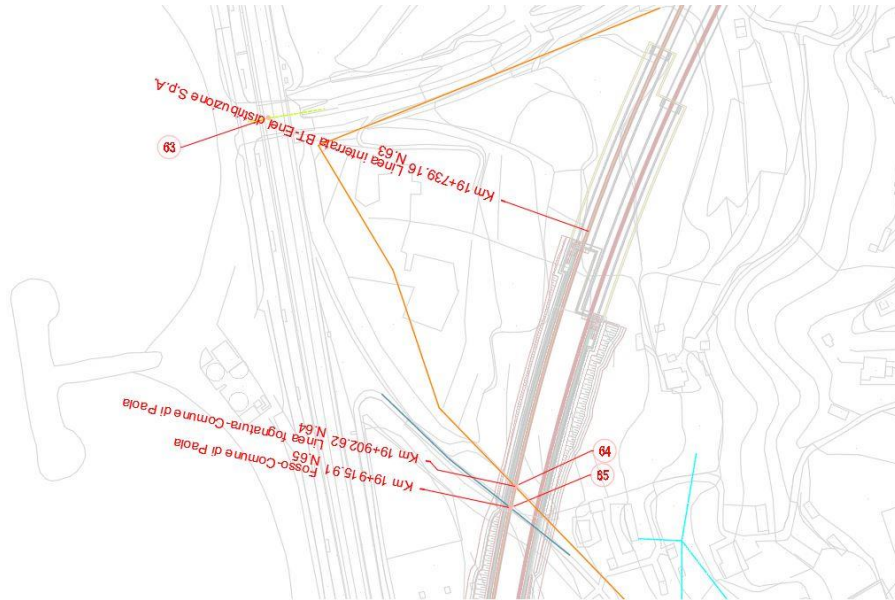 Linea interrata BT-Enel distribuzione S.p.A.
N.63
Km 19+739.16
63
Linea fognatura-Comune di Paola
N.64
Km 19+902.62
Fosso-Comune di Paola
N.65
Km 19+915.91
64
65